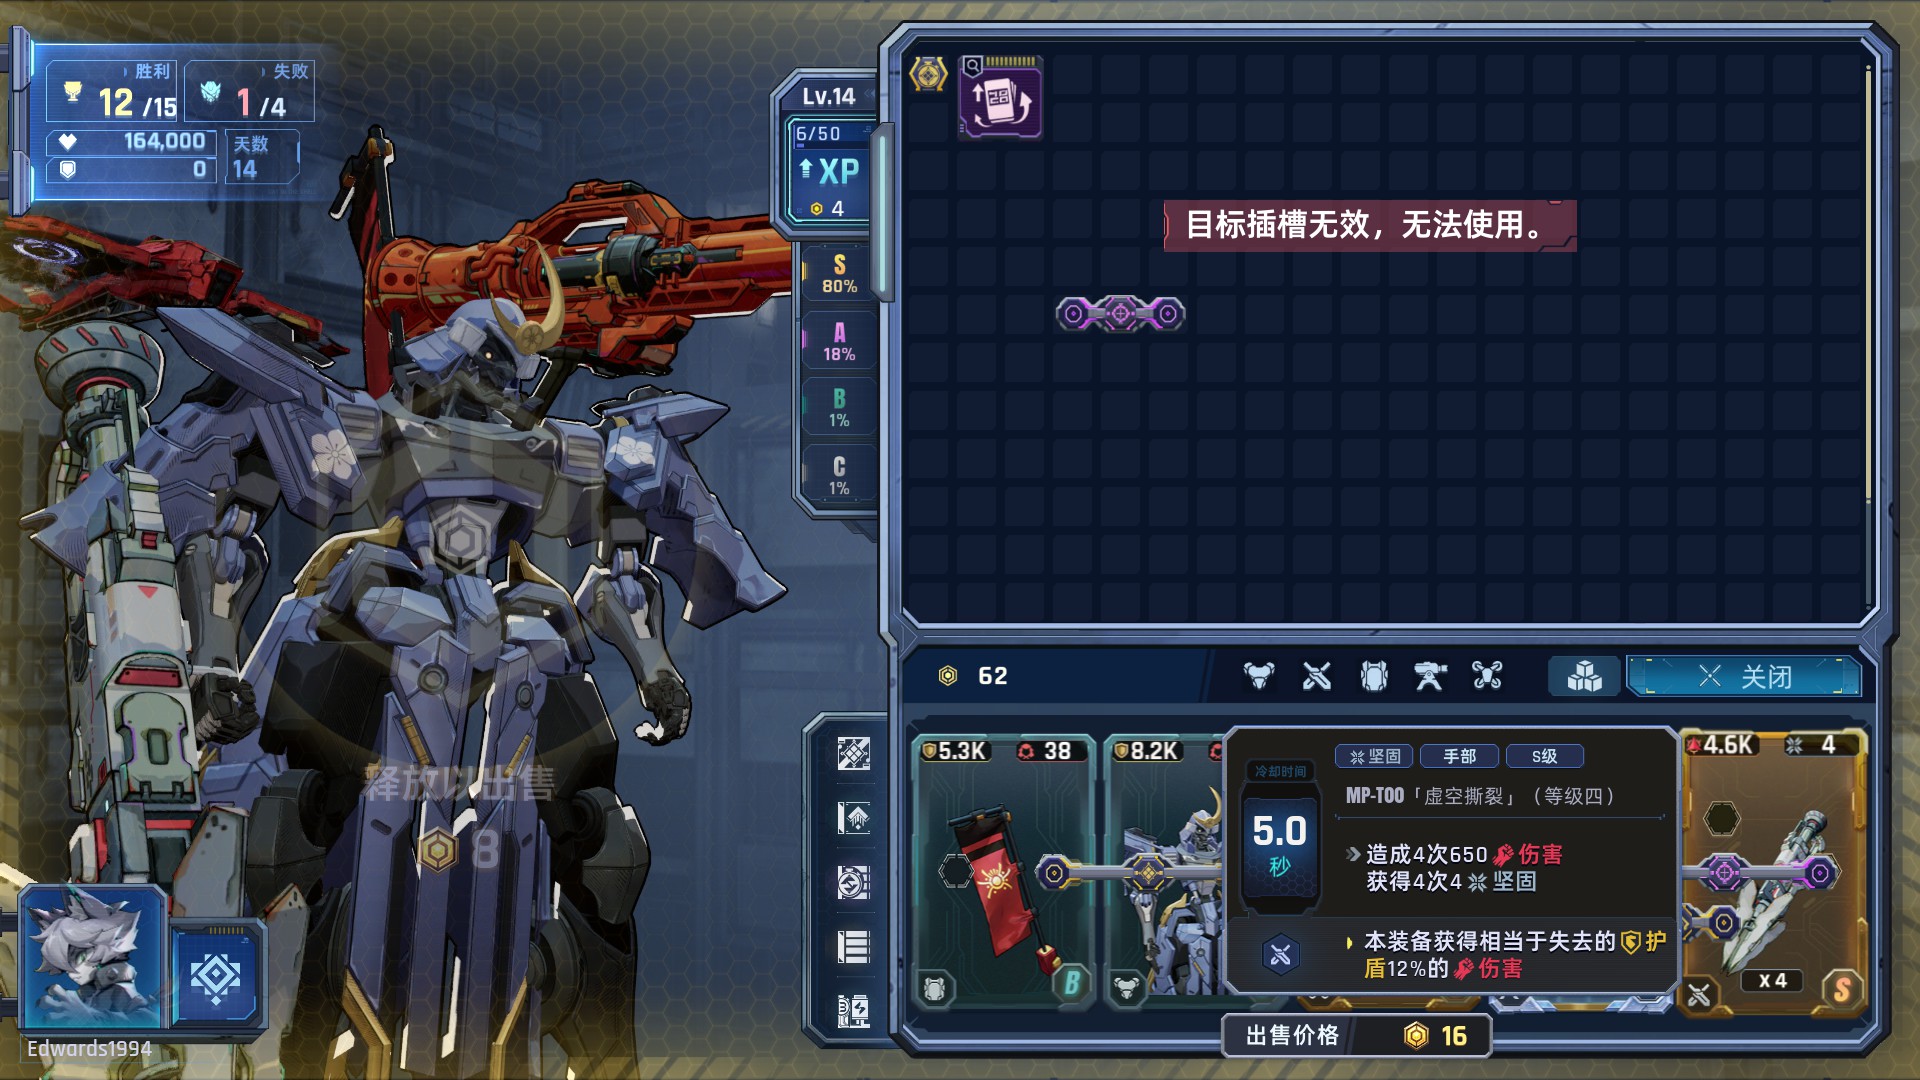 胜利
12 /15
失败
1 /4
164,000
0
天数
14
Lv.14
6/50
XP
4
S
80%
A
18%
B
1%
C
1%
目标插槽无效，无法使用。
释放以出售
8
Edwards1994
62
关闭
5.3K
38
B
8.2K
冷却时间
5.0
秒
坚固
手部
S级
MP-T00「虚空撕裂」（等级四）
造成4次650伤害
获得4次4坚固
本装备获得相当于失去的护
盾12%的伤害
4.6K
4
x4
S
出售价格
16